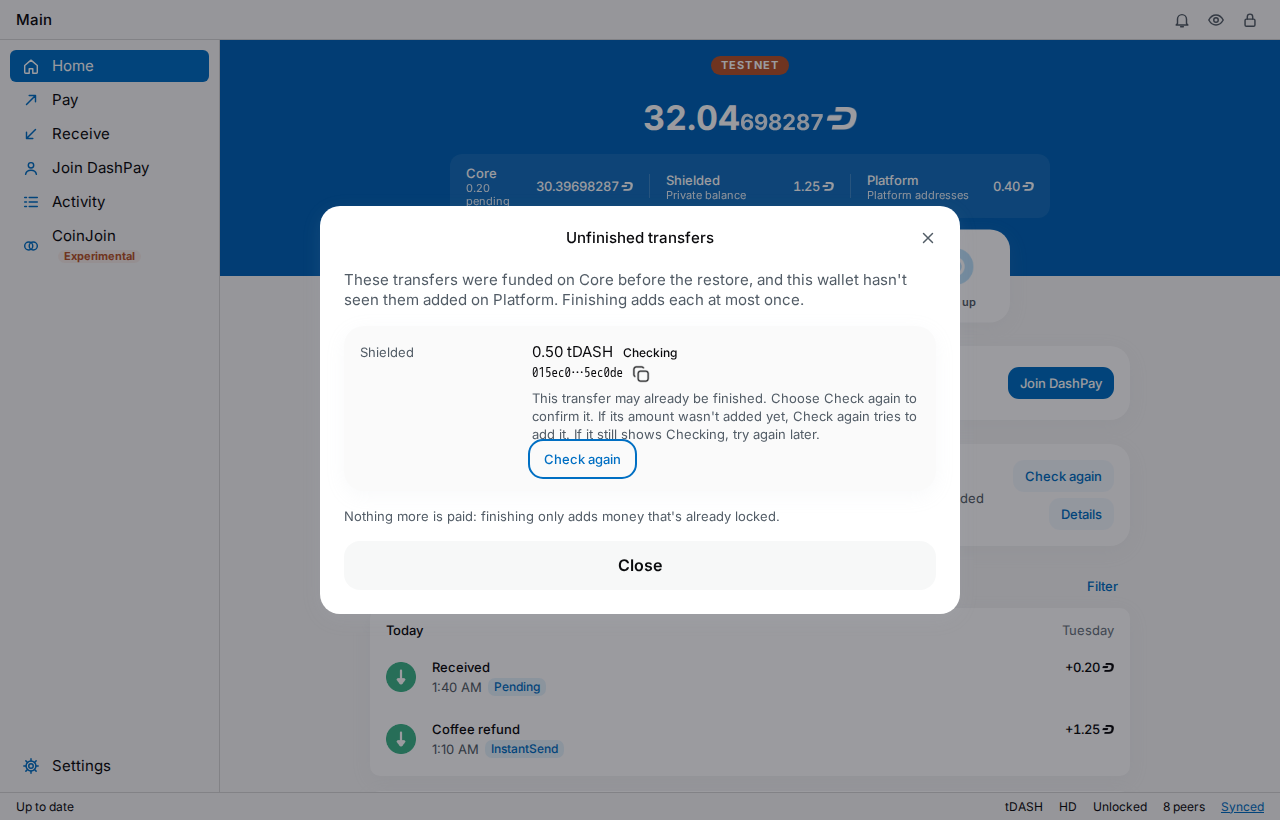 Main
Home
Pay
Receive
Join DashPay
Activity
CoinJoin
Experimental
Settings
TESTNET
32.04698287
Core
0.20
pending
30.39698287
Shielded
Private balance
1.25
Platform
Platform addresses
0.40
up
Join DashPay
Check again
ded
Details
Filter
Unfinished transfers
These transfers were funded on Core before the restore, and this wallet hasn't
seen them added on Platform. Finishing adds each at most once.
Shielded
0.50 tDASH Checking
015ec0···5ec0de
This transfer may already be finished. Choose Check again to
confirm it. If its amount wasn't added yet, Check again tries to
add it. If it still shows Checking, try again later.
Check again
Nothing more is paid: finishing only adds money that's already locked.
Close
Today
Tuesday
Received
+0.20
1:40 AM Pending
Coffee refund
+1.25
1:10 AM InstantSend
Up to date
tDASH HD Unlocked 8 peers Synced